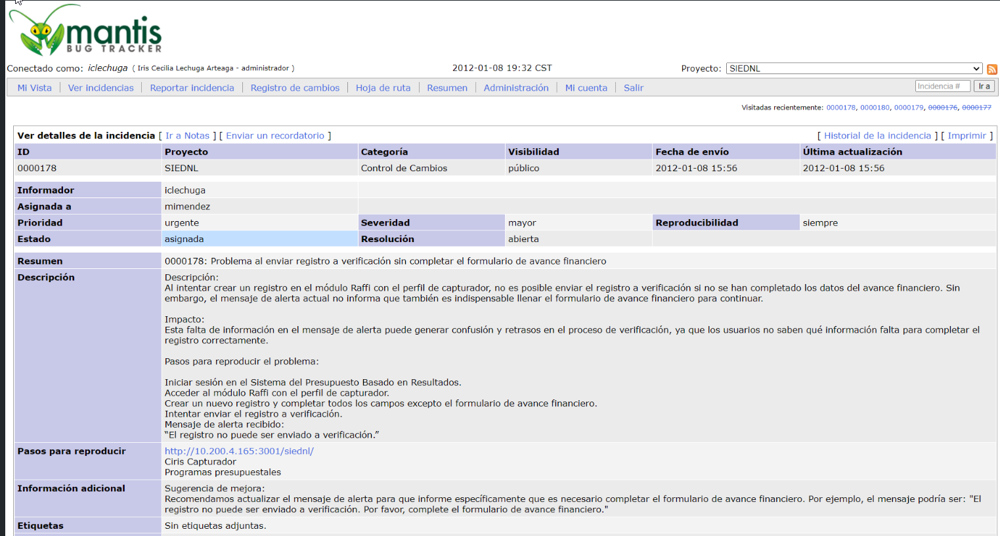 mantis
BUG TRACKER
Conectado como: iclechuga ( Iris Cecilia Lechuga Arteaga - administrador )
2012-01-08 19:32 CST
Proyecto: SIEDNL
Mi Vista | Ver incidencias | Reportar incidencia | Registro de cambios | Hoja de ruta | Resumen | Administración | Mi cuenta | Salir
Incidencia # Ir a
Visitadas recientemente: 0000178, 0000180, 0000179, 0000176, 0000177
Ver detalles de la incidencia [ Ir a Notas ] [ Enviar un recordatorio ]
[ Historial de la incidencia ] [ Imprimir ]
ID Proyecto Categoría Visibilidad Fecha de envío Última actualización
0000178 SIEDNL Control de Cambios público 2012-01-08 15:56 2012-01-08 15:56
Informador iclechuga
Asignada a mimendez
Prioridad urgente Severidad mayor Reproducibilidad siempre
Estado asignada Resolución abierta
Resumen 0000178: Problema al enviar registro a verificación sin completar el formulario de avance financiero
Descripción Descripción:
Al intentar crear un registro en el módulo Raffi con el perfil de capturador, no es posible enviar el registro a verificación si no se han completado los datos del avance financiero. Sin
embargo, el mensaje de alerta actual no informa que también es indispensable llenar el formulario de avance financiero para continuar.
Impacto:
Esta falta de información en el mensaje de alerta puede generar confusión y retrasos en el proceso de verificación, ya que los usuarios no saben qué información falta para completar el
registro correctamente.
Pasos para reproducir el problema:
Iniciar sesión en el Sistema del Presupuesto Basado en Resultados.
Acceder al módulo Raffi con el perfil de capturador.
Crear un nuevo registro y completar todos los campos excepto el formulario de avance financiero.
Intentar enviar el registro a verificación.
Mensaje de alerta recibido:
“El registro no puede ser enviado a verificación.”
Pasos para reproducir http://10.200.4.165:3001/siednl/
Ciris Capturador
Programas presupuestales
Información adicional Sugerencia de mejora:
Recomendamos actualizar el mensaje de alerta para que informe específicamente que es necesario completar el formulario de avance financiero. Por ejemplo, el mensaje podría ser: "El
registro no puede ser enviado a verificación. Por favor, complete el formulario de avance financiero."
Etiquetas Sin etiquetas adjuntas.